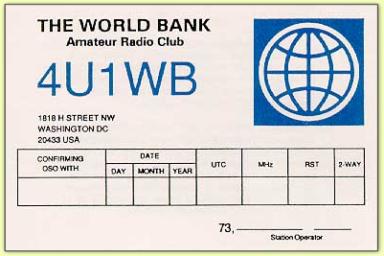 THE WORLD BANK
Amateur Radio Club
4U1WB
1818 H STREET NW
WASHINGTON DC
20433 USA
CONFIRMING QSO WITH DATE UTC MHz RST 2-WAY
DAY MONTH YEAR
73,
Station Operator